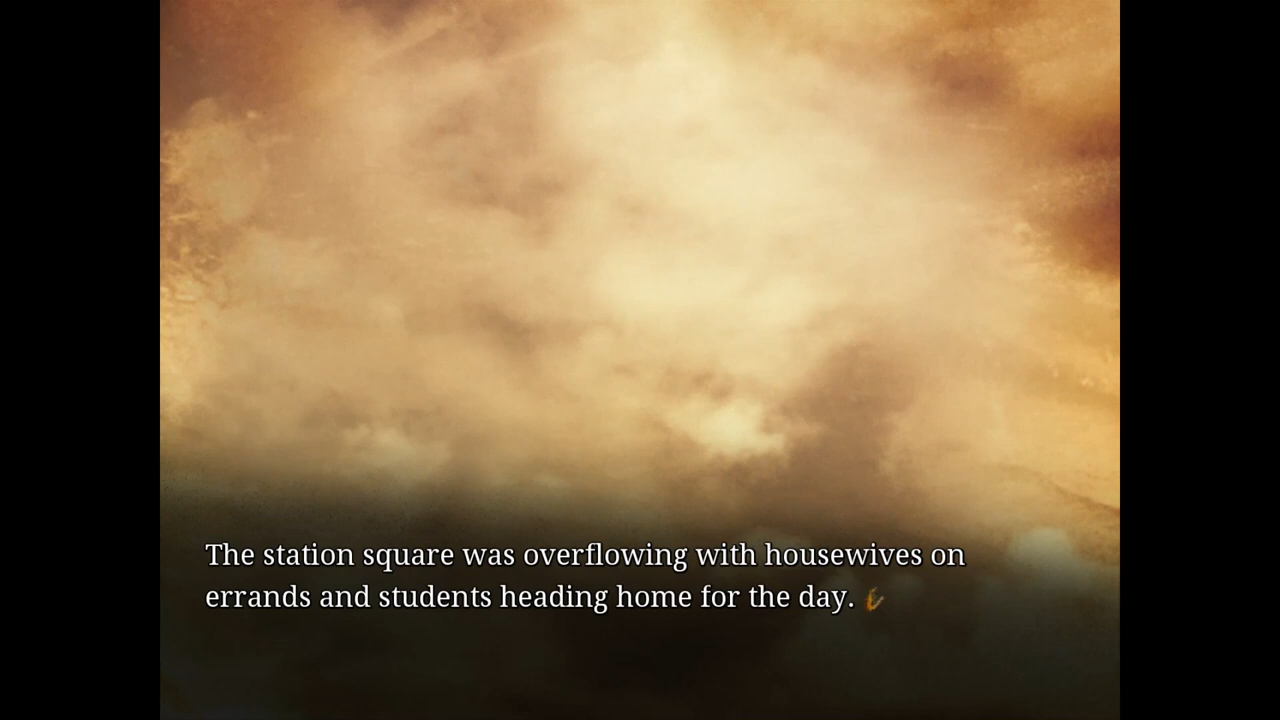 The station square was overflowing with housewives on
errands and students heading home for the day.